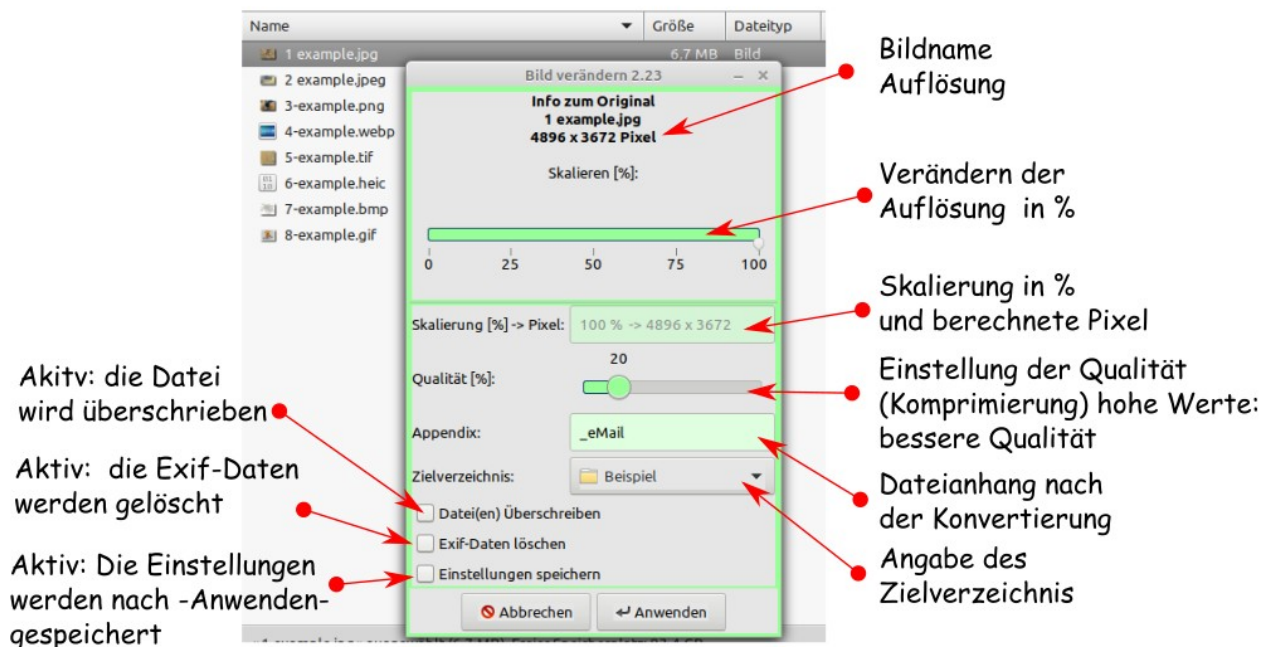 Name Größe Dateityp
1 example.jpg 6,7 MB Bild
2 example.jpeg
3-example.png
4-example.webp
5-example.tif
6-example.heic
7-example.bmp
8-example.gif
Bild verändern 2.23
Info zum Original
1 example.jpg
4896 x 3672 Pixel
Skalieren [%]:
0 25 50 75 100
Skalierung [%] -> Pixel: 100 % -> 4896 x 3672
20
Qualität [%]:
Appendix: _eMail
Zielverzeichnis: Beispiel
Datei(en) Überschreiben
Exif-Daten löschen
Einstellungen speichern
Abbrechen Anwenden
Bildname
Auflösung
Verändern der
Auflösung in %
Skalierung in %
und berechnete Pixel
Einstellung der Qualität
(Komprimierung) hohe Werte:
bessere Qualität
Dateianhang nach
der Konvertierung
Angabe des
Zielverzeichnis
Akitv: die Datei
wird überschrieben
Aktiv: die Exif-Daten
werden gelöscht
Aktiv: Die Einstellungen
werden nach -Anwenden-
gespeichert